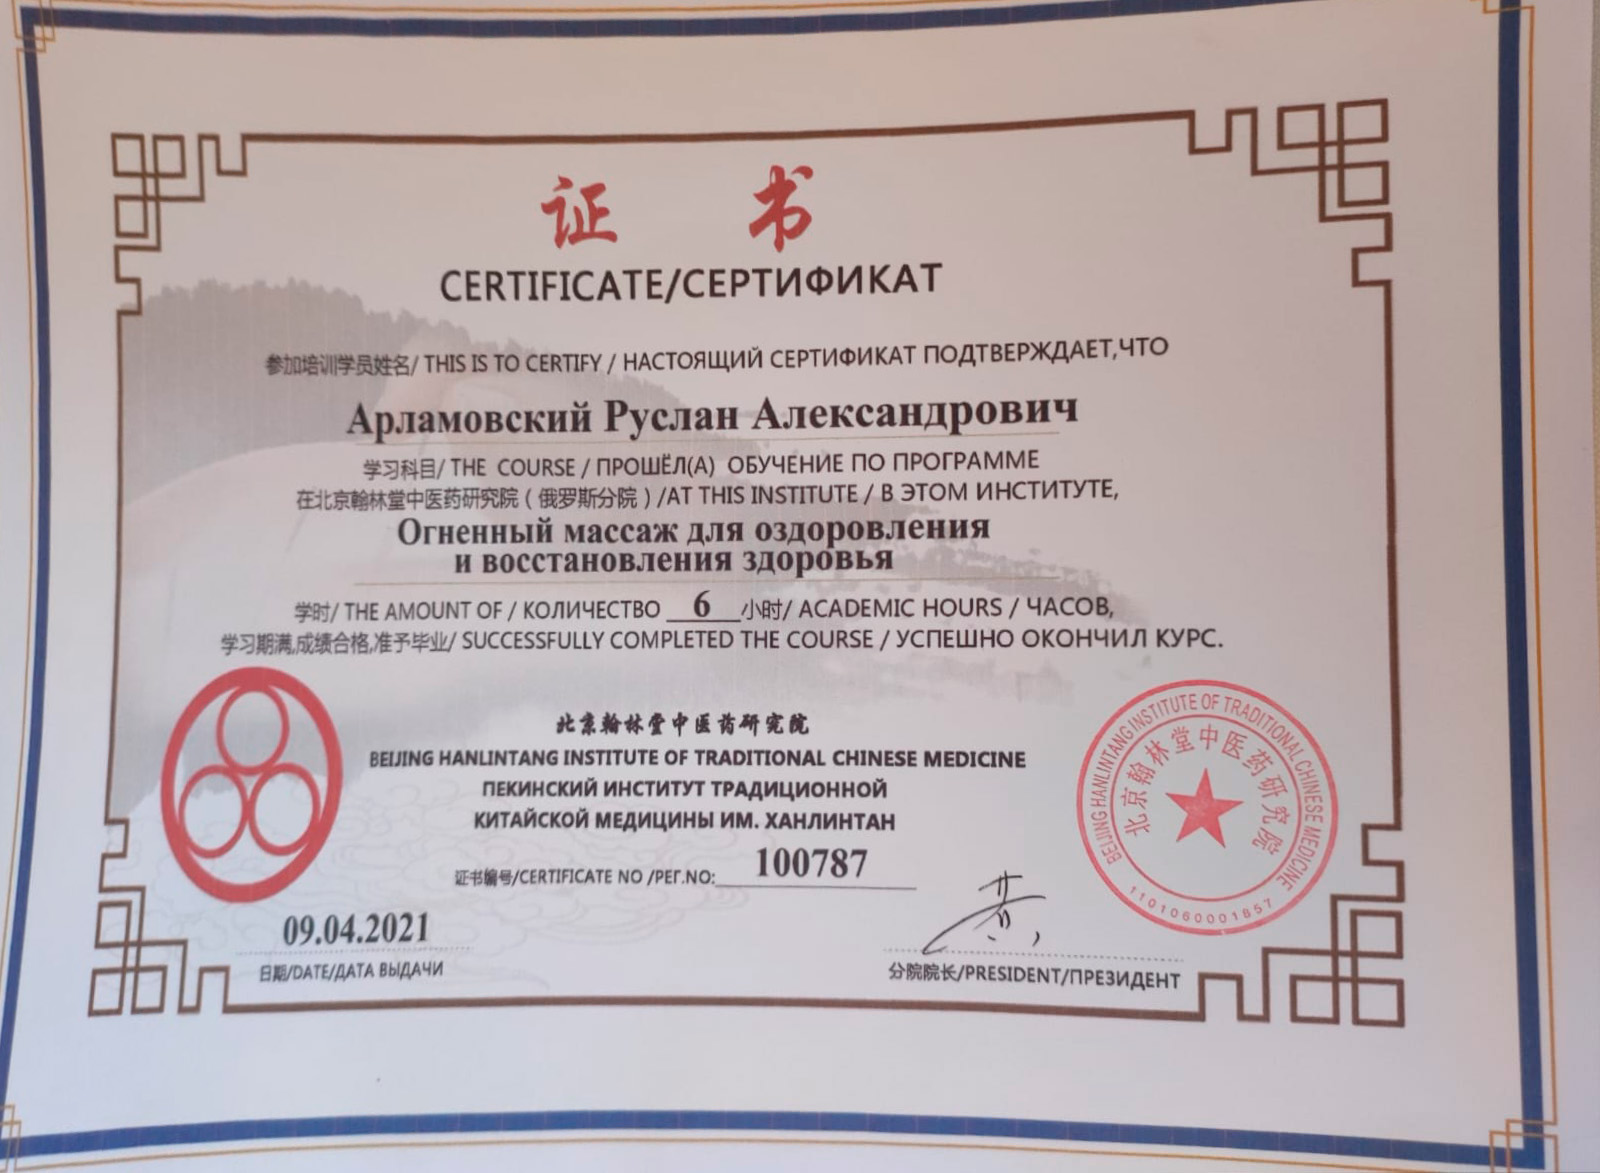 证 书
CERTIFICATE/СЕРТИФИКАТ
参加培训学员姓名/ THIS IS TO CERTIFY / НАСТОЯЩИЙ СЕРТИФИКАТ ПОДТВЕРЖДАЕТ,ЧТО
Арламовский Руслан Александрович
学习科目/ THE COURSE / ПРОШЁЛ(А) ОБУЧЕНИЕ ПО ПРОГРАММЕ
在北京翰林堂中医药研究院（俄罗斯分院）/AT THIS INSTITUTE / В ЭТОМ ИНСТИТУТЕ,
Огненный массаж для оздоровления
и восстановления здоровья
学时/ THE AMOUNT OF / КОЛИЧЕСТВО 6 小时/ ACADEMIC HOURS / ЧАСОВ,
学习期满,成绩合格,准予毕业/ SUCCESSFULLY COMPLETED THE COURSE / УСПЕШНО ОКОНЧИЛ КУРС.
北京翰林堂中医药研究院
BEIJING HANLINTANG INSTITUTE OF TRADITIONAL CHINESE MEDICINE
ПЕКИНСКИЙ ИНСТИТУТ ТРАДИЦИОННОЙ
КИТАЙСКОЙ МЕДИЦИНЫ ИМ. ХАНЛИНТАН
证书编号/CERTIFICATE NO /РЕГ.NO: 100787
BEIJING HANLINTANG INSTITUTE OF TRADITIONAL CHINESE MEDICINE
北京翰林堂中医药研究院
1101060001857
09.04.2021
日期/DATE/ДАТА ВЫДАЧИ
分院院长/PRESIDENT/ПРЕЗИДЕНТ